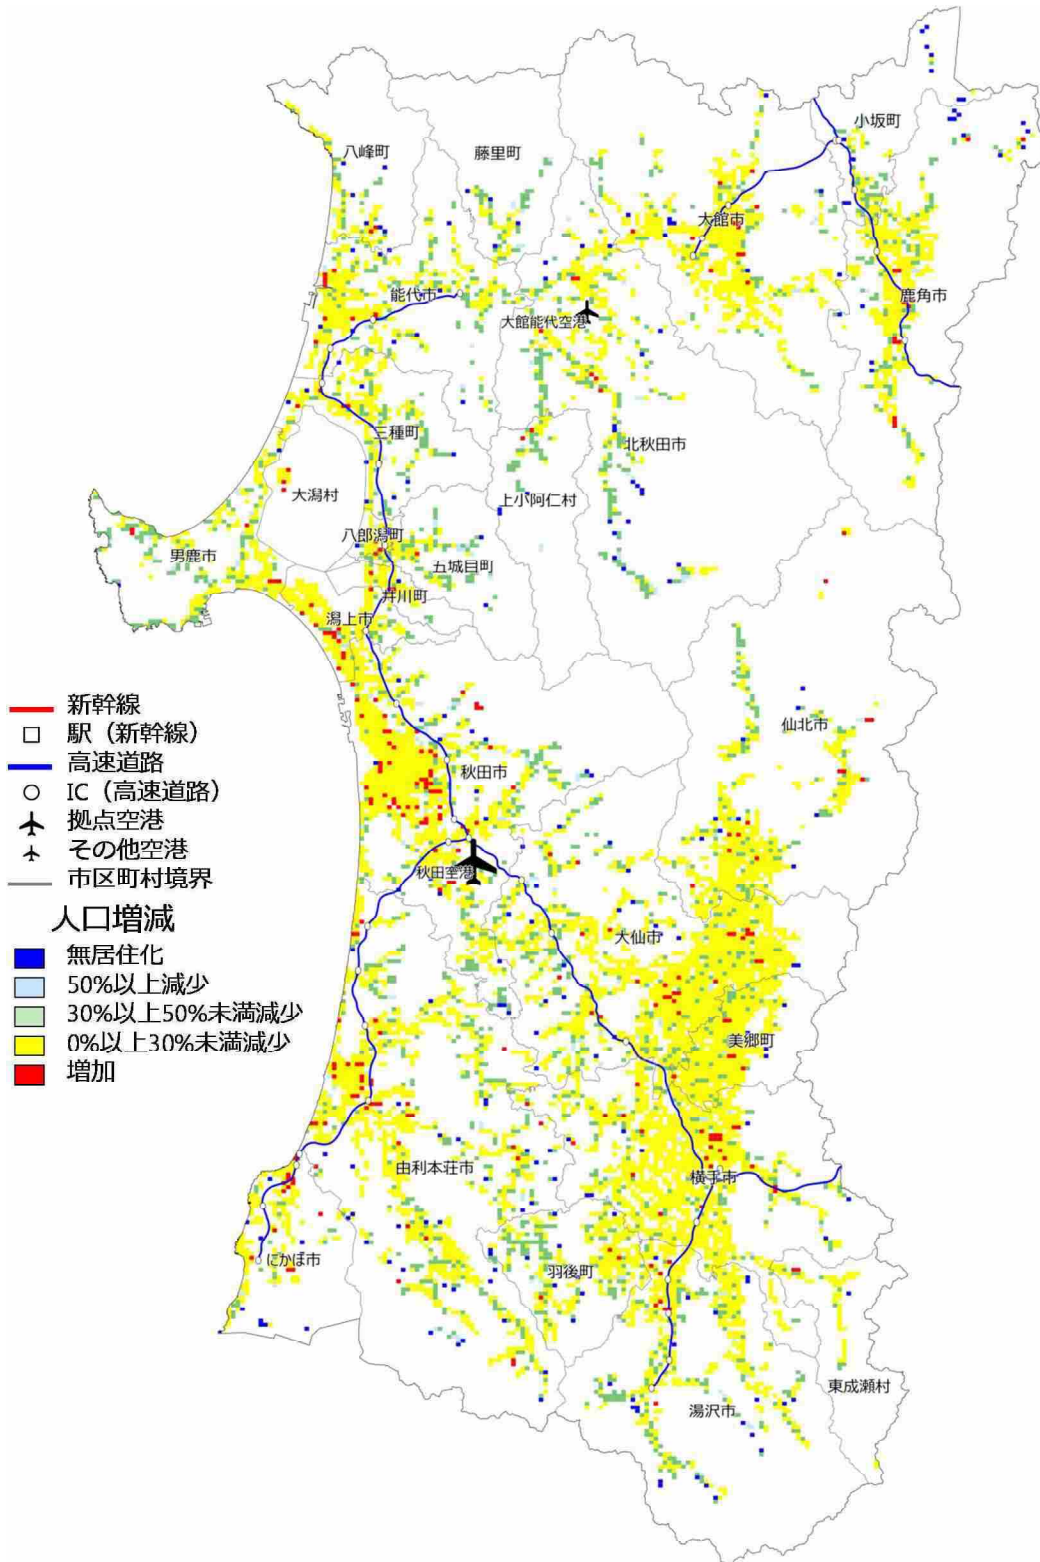 小坂町
八峰町
藤里町
大館市
能代市
鹿角市
大館能代空港
三種町
北秋田市
大潟村
上小阿仁村
八郎潟町
男鹿市
五城目町
井川町
潟上市
新幹線
駅（新幹線）
高速道路
IC（高速道路）
拠点空港
その他空港
市区町村境界
人口増減
無居住化
50%以上減少
30%以上50%未満減少
0%以上30%未満減少
増加
仙北市
秋田市
秋田空港
大仙市
美郷町
由利本荘市
横手市
にかほ市
羽後町
東成瀬村
湯沢市